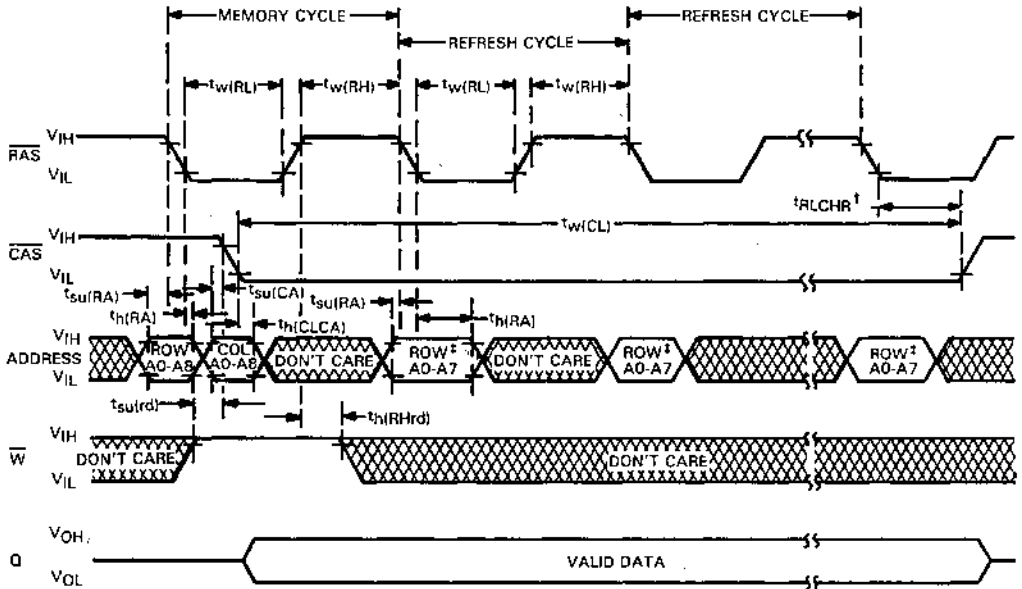 MEMORY CYCLE
REFRESH CYCLE
REFRESH CYCLE
tw(RL)
tw(RH)
tw(RL)
tw(RH)
VIH
RAS
VIL
tRLCHR†
tw(CL)
VIH
CAS
VIL
tsu(RA)
tsu(CA)
tsu(RA)
th(RA)
th(CLCA)
th(RA)
VIH
ADDRESS
VIL
ROW
A0-A8
COL
A0-A8
DON'T CARE
ROW‡
A0-A7
DON'T CARE
ROW‡
A0-A7
ROW‡
A0-A7
tsu(rd)
th(RHrd)
VIH
W
VIL
DON'T CARE
DON'T CARE
VOH
Q
VOL
VALID DATA